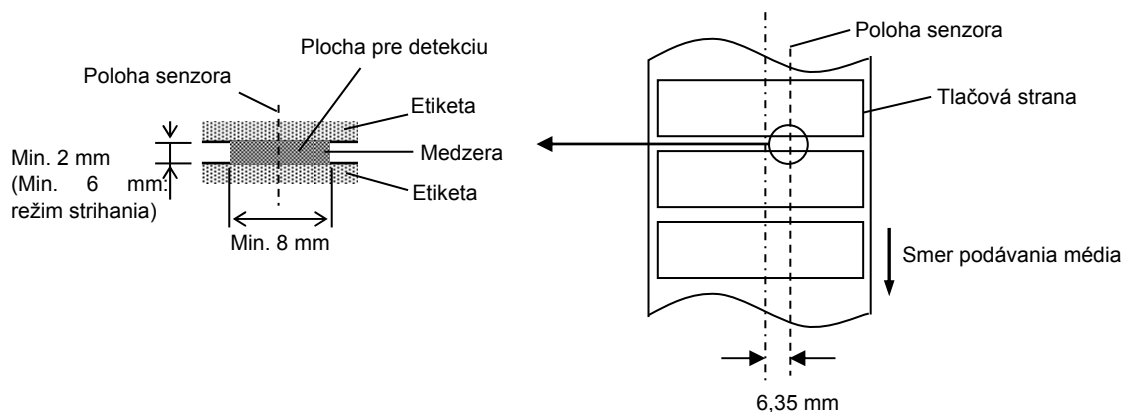 Plocha pre detekciu
Poloha senzora
Etiketa
Medzera
Etiketa
Min. 2 mm
(Min. 6 mm:
režim strihania)
Min. 8 mm
Poloha senzora
Tlačová strana
Smer podávania média
6,35 mm